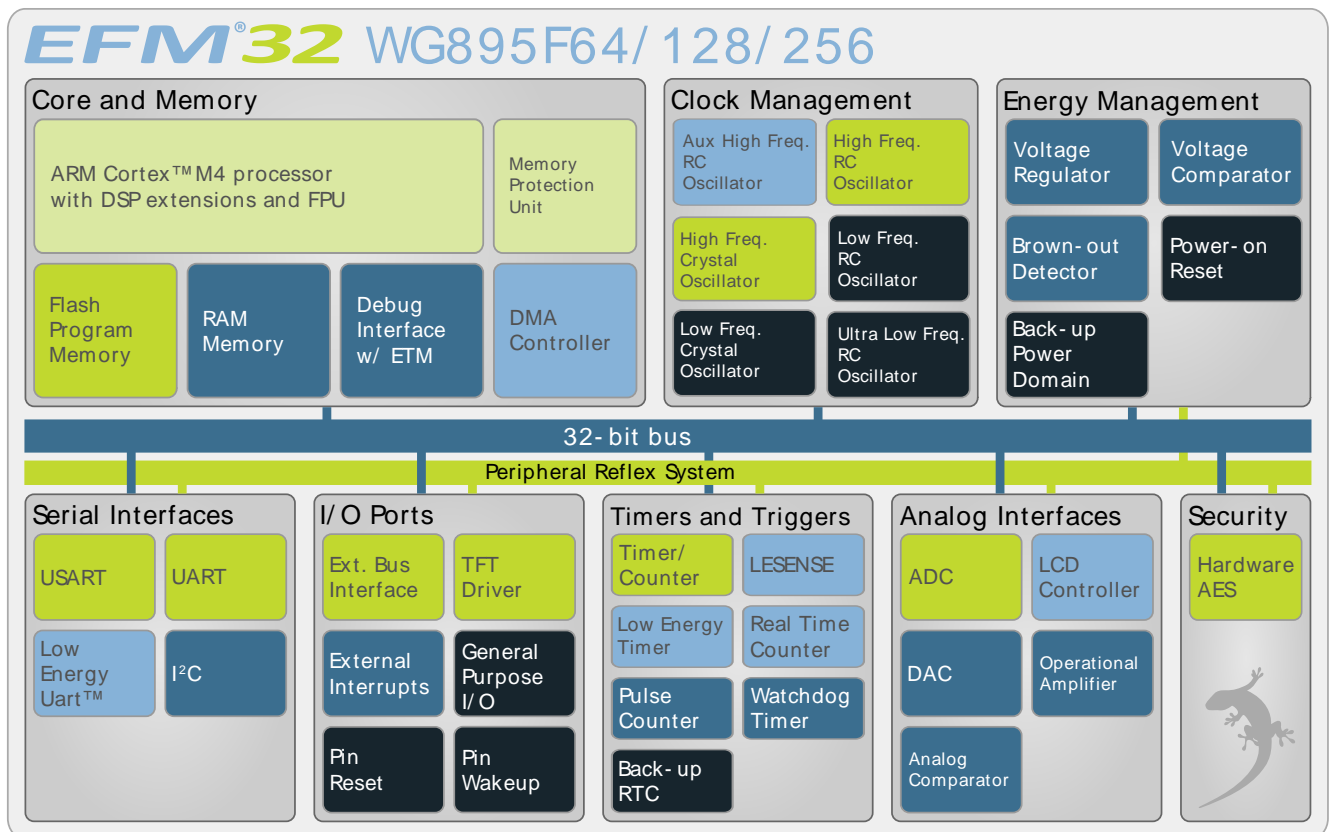 EFM®32 WG895F64/128/256
Core and Memory
ARM Cortex™ M4 processor
with DSP extensions and FPU
Memory
Protection
Unit
Flash
Program
Memory
RAM
Memory
Debug
Interface
w/ ETM
DMA
Controller
Clock Management
Aux High Freq.
RC
Oscillator
High Freq.
RC
Oscillator
High Freq.
Crystal
Oscillator
Low Freq.
RC
Oscillator
Low Freq.
Crystal
Oscillator
Ultra Low Freq.
RC
Oscillator
Energy Management
Voltage
Regulator
Voltage
Comparator
Brown-out
Detector
Power-on
Reset
Back-up
Power
Domain
32-bit bus
Peripheral Reflex System
Serial Interfaces
USART
UART
Low
Energy
Uart™
I²C
I/O Ports
Ext. Bus
Interface
TFT
Driver
External
Interrupts
General
Purpose
I/O
Pin
Reset
Pin
Wakeup
Timers and Triggers
Timer/
Counter
LESENSE
Low Energy
Timer
Real Time
Counter
Pulse
Counter
Watchdog
Timer
Back-up
RTC
Analog Interfaces
ADC
LCD
Controller
DAC
Operational
Amplifier
Analog
Comparator
Security
Hardware
AES